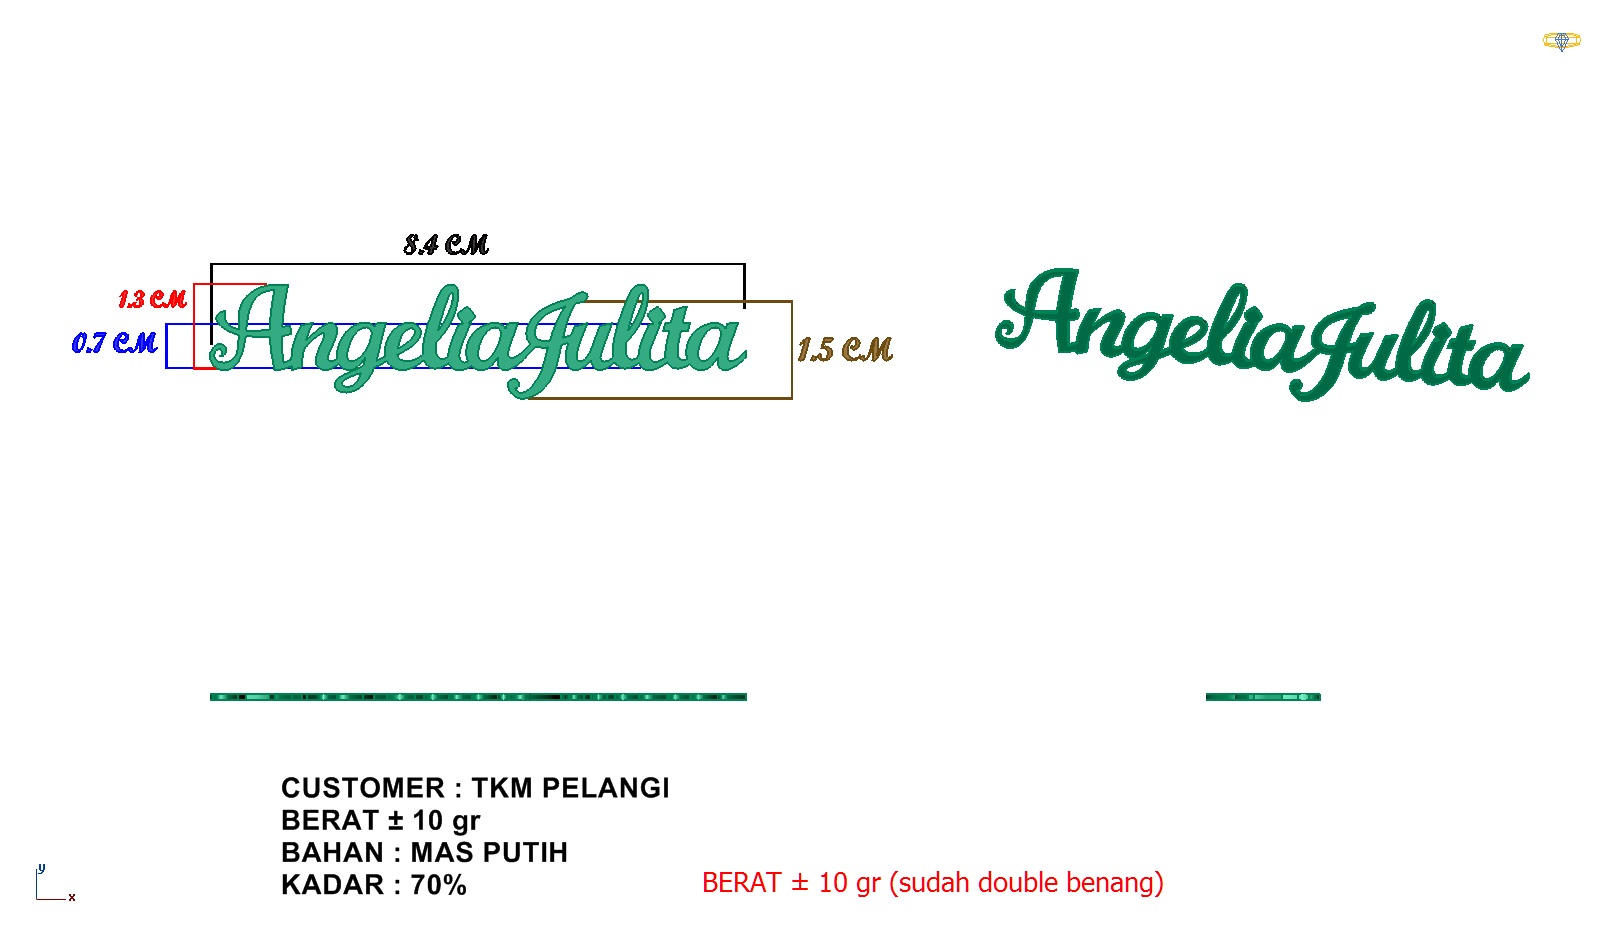 8.4 CM
1.3 CM
0.7 CM
AngeliaJulita
1.5 CM
AngeliaJulita
CUSTOMER : TKM PELANGI
BERAT ± 10 gr
BAHAN : MAS PUTIH
KADAR : 70%
BERAT ± 10 gr (sudah double benang)
y
x